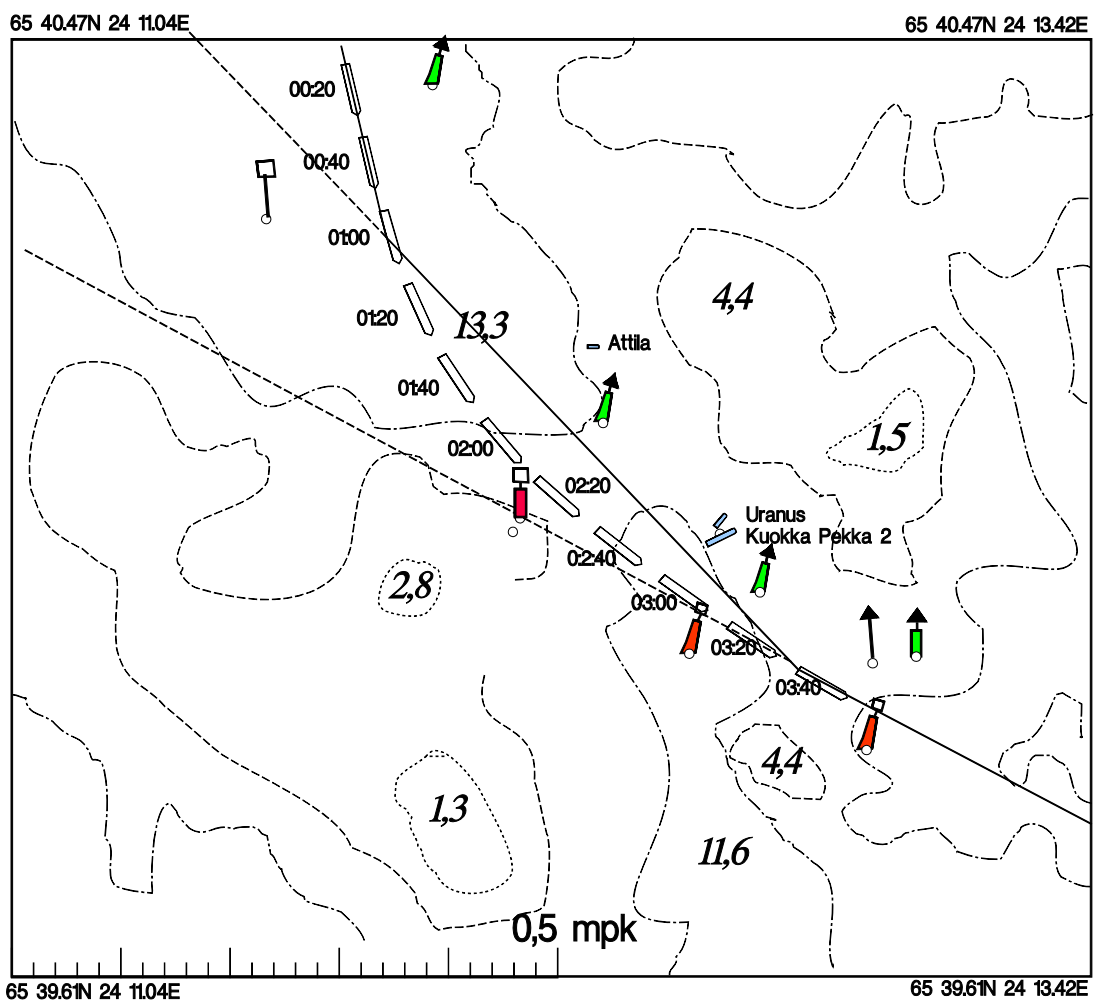 65 40.47N 24 11.04E
65 40.47N 24 13.42E
00:20
00:40
01:00
4,4
01:20
13,3
Attila
01:40
1,5
02:00
02:20
Uranus
Kuokka Pekka 2
0:2:40
2,8
03:00
03:20
03:40
4,4
1,3
11,6
0,5 mpk
65 39.61N 24 11.04E
65 39.61N 24 13.42E